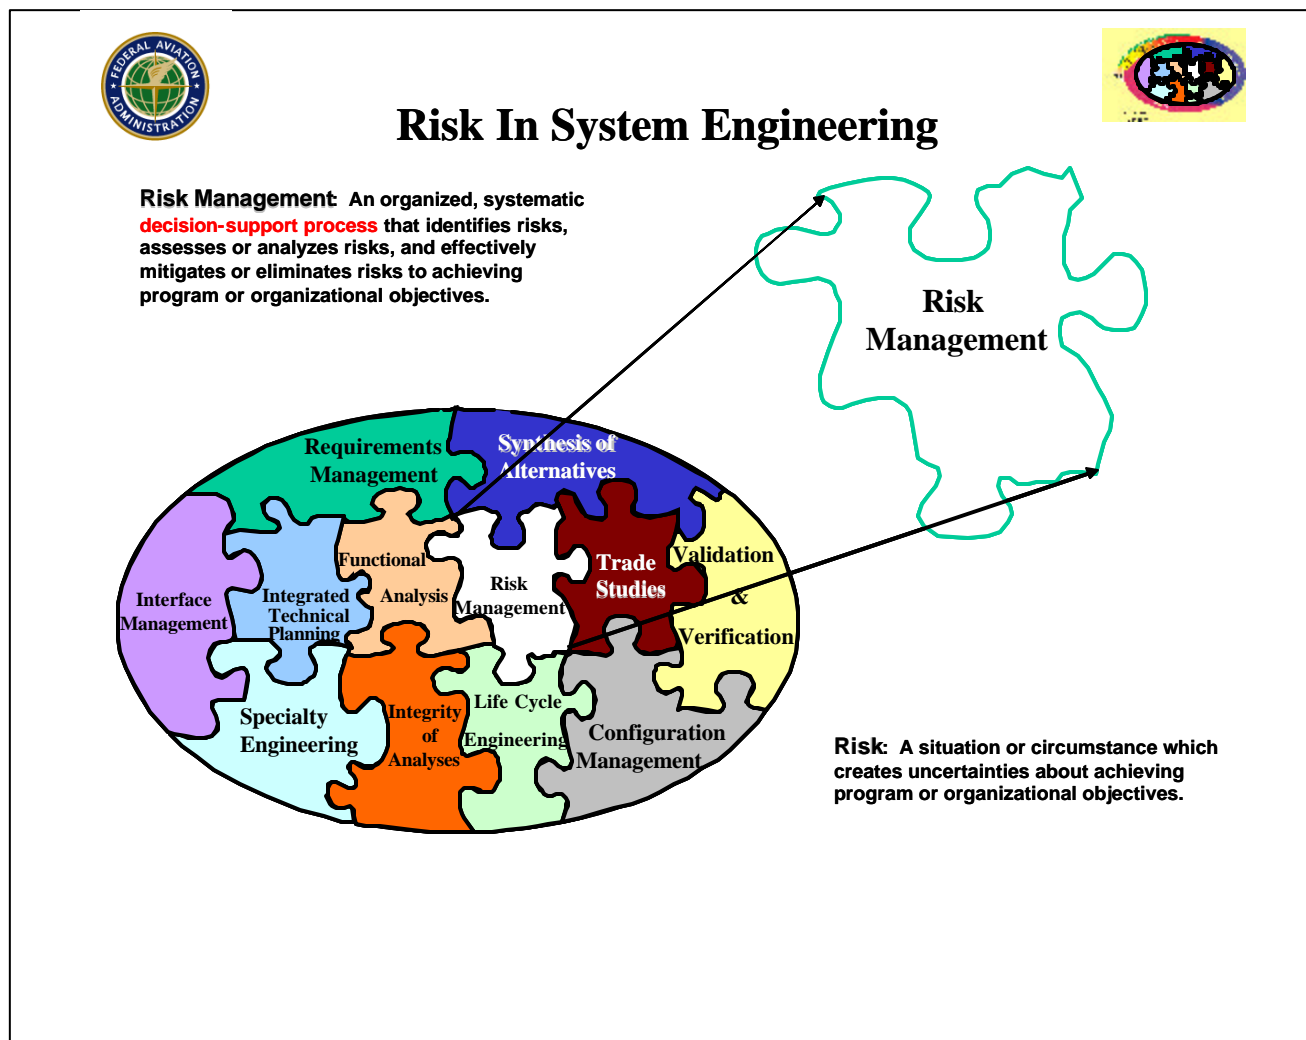 FEDERAL AVIATION
ADMINISTRATION
Risk In System Engineering
Risk Management: An organized, systematic
decision-support process that identifies risks,
assesses or analyzes risks, and effectively
mitigates or eliminates risks to achieving
program or organizational objectives.
Risk
Management
Requirements
Management
Synthesis of
Alternatives
Interface
Management
Integrated
Technical
Planning
Functional
Analysis
Risk
Management
Trade
Studies
Validation
&
Verification
Specialty
Engineering
Integrity
of
Analyses
Life Cycle
Engineering
Configuration
Management
Risk: A situation or circumstance which
creates uncertainties about achieving
program or organizational objectives.